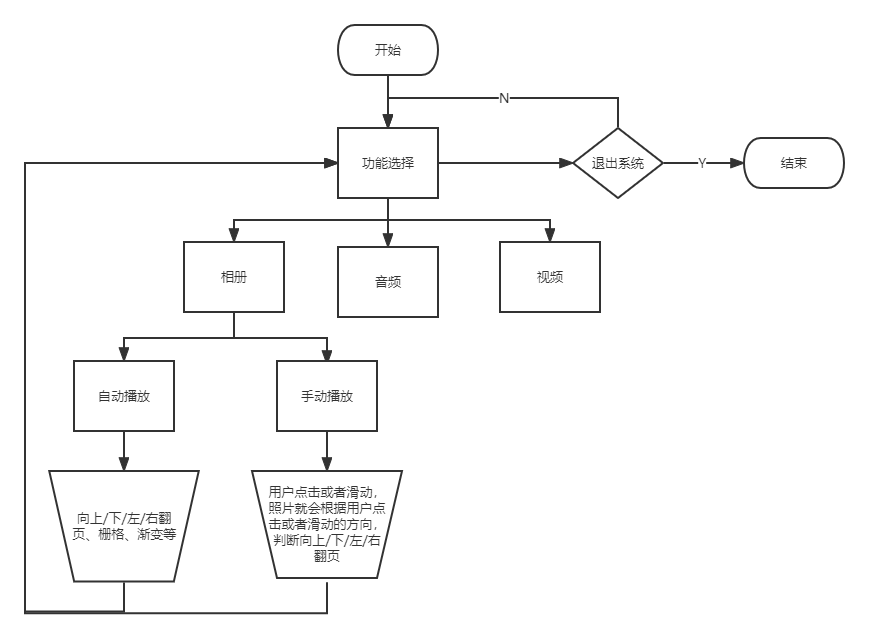 开始
N
功能选择
退出系统
Y
结束
相册
音频
视频
自动播放
手动播放
向上/下/左/右翻
页、栅格、渐变等
用户点击或者滑动，
照片就会根据用户点
击或者滑动的方向，
判断向上/下/左/右
翻页